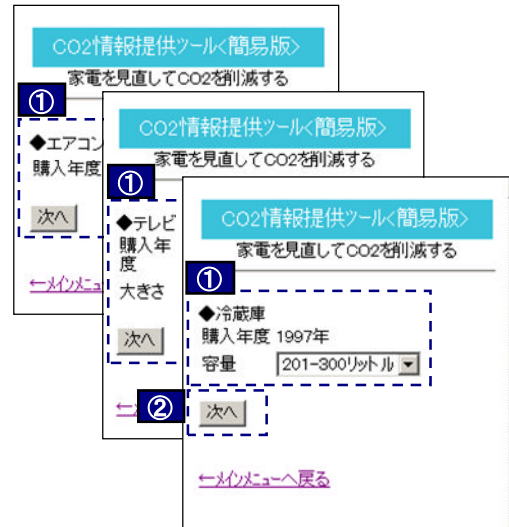 CO2情報提供ツール<簡易版>
家電を見直してCO2を削減する
①
◆エアコン
購入年度
次へ
←メインメニュ
CO2情報提供ツール<簡易版>
家電を見直してCO2を削減する
①
◆テレビ
購入年
度
大きさ
次へ
←
CO2情報提供ツール<簡易版>
家電を見直してCO2を削減する
①
◆冷蔵庫
購入年度 1997年
容量 201-300リットル
②
次へ
←メインメニューへ戻る